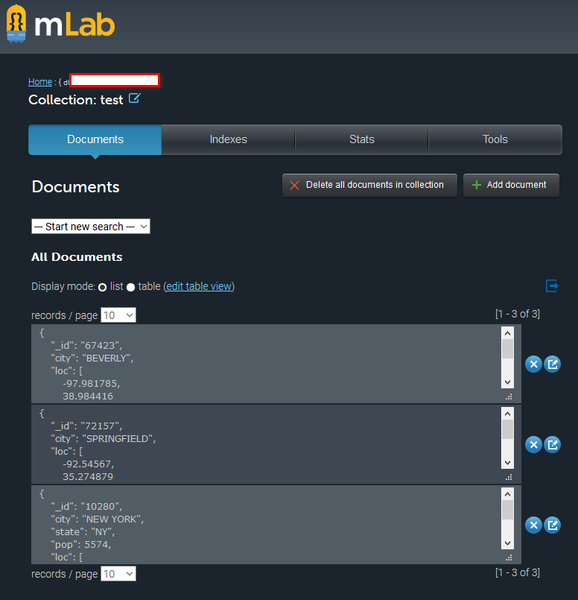 mLab
Home : { d
Collection: test
Documents Indexes Stats Tools
Documents
Delete all documents in collection
Add document
--- Start new search ---
All Documents
Display mode: list table (edit table view)
records / page 10 [1 - 3 of 3]
{
"_id": "67423",
"city": "BEVERLY",
"loc": [
-97.981785,
38.984416
{
"_id": "72157",
"city": "SPRINGFIELD",
"loc": [
-92.54567,
35.274879
{
"_id": "10280",
"city": "NEW YORK",
"state": "NY",
"pop": 5574,
"loc": [
records / page 10 [1 - 3 of 3]